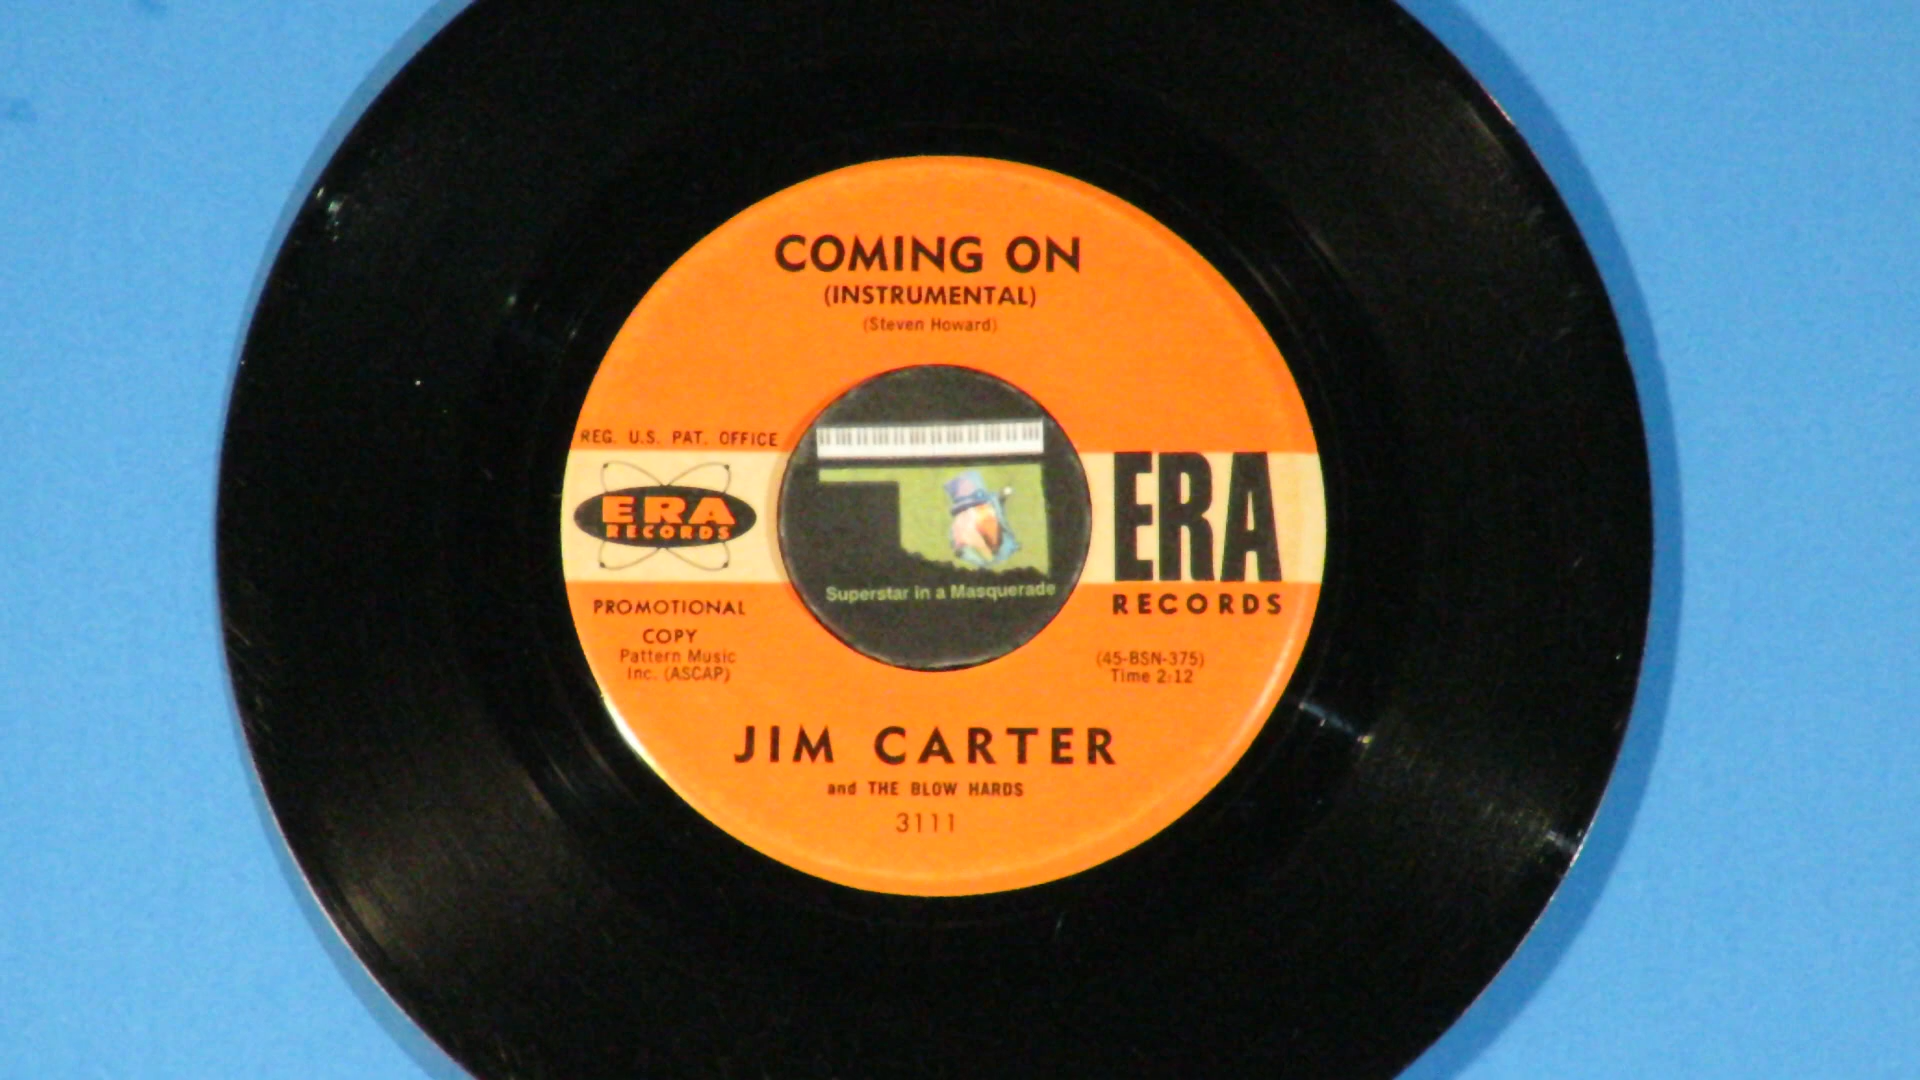 COMING ON
(INSTRUMENTAL)
(Steven Howard)
REG. U.S. PAT. OFFICE
ERA
RECORDS
ERA
RECORDS
Superstar in a Masquerade
PROMOTIONAL
COPY
Pattern Music
Inc. (ASCAP)
(45-BSN-375)
Time 2:12
JIM CARTER
and THE BLOW HARDS
3111